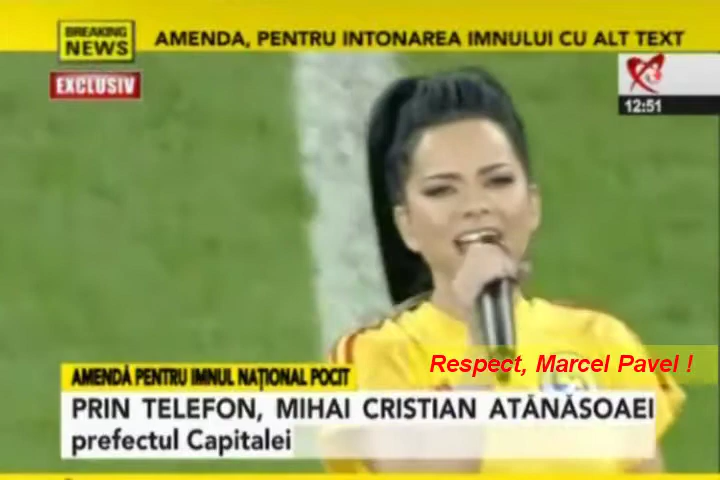 BREAKING
NEWS
AMENDA, PENTRU INTONAREA IMNULUI CU ALT TEXT
EXCLUSIV
12:51
Respect, Marcel Pavel !
AMENDĂ PENTRU IMNUL NAŢIONAL POCIT
PRIN TELEFON, MIHAI CRISTIAN ATĂNĂSOAEI
prefectul Capitalei